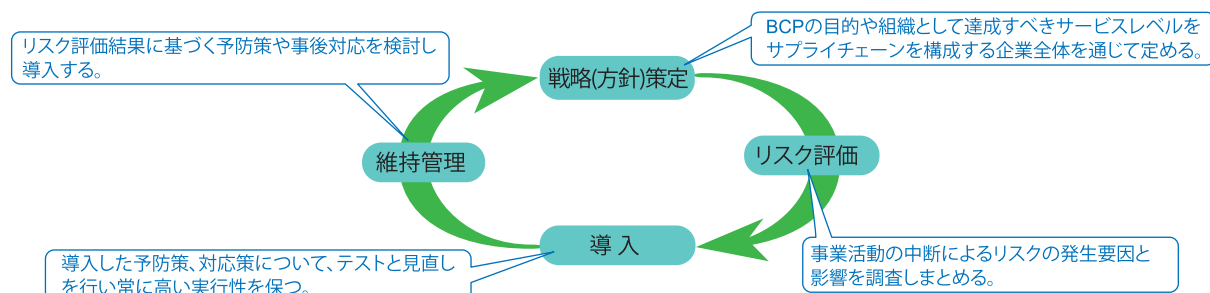 BCPの目的や組織として達成すべきサービスレベルを
サプライチェーンを構成する企業全体を通じて定める。
リスク評価結果に基づく予防策や事後対応を検討し
導入する。
戦略(方針)策定
維持管理
リスク評価
導 入
事業活動の中断によるリスクの発生要因と
影響を調査しまとめる。
導入した予防策、対応策について、テストと見直し
を行い常に高い実行性を保つ。